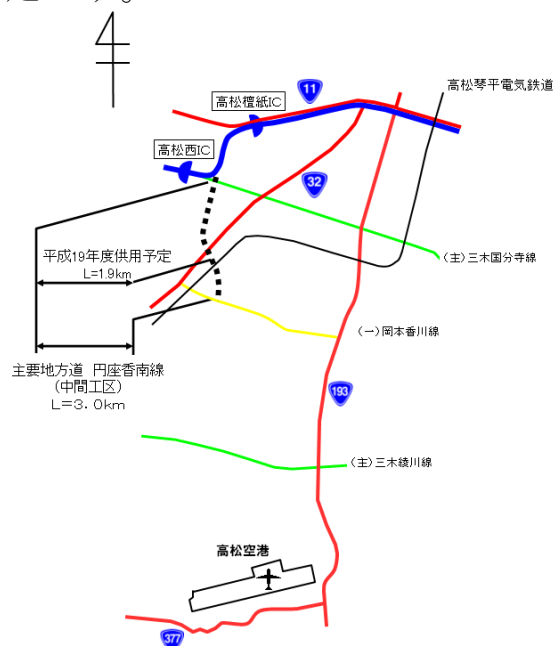 11
高松琴平電気鉄道
高松檀紙IC
高松西IC
32
平成19年度供用予定
L=1.9km
(主)三木国分寺線
(一)岡本香川線
主要地方道 円座香南線
(中間工区)
L=3.0km
193
(主)三木綾川線
高松空港
377